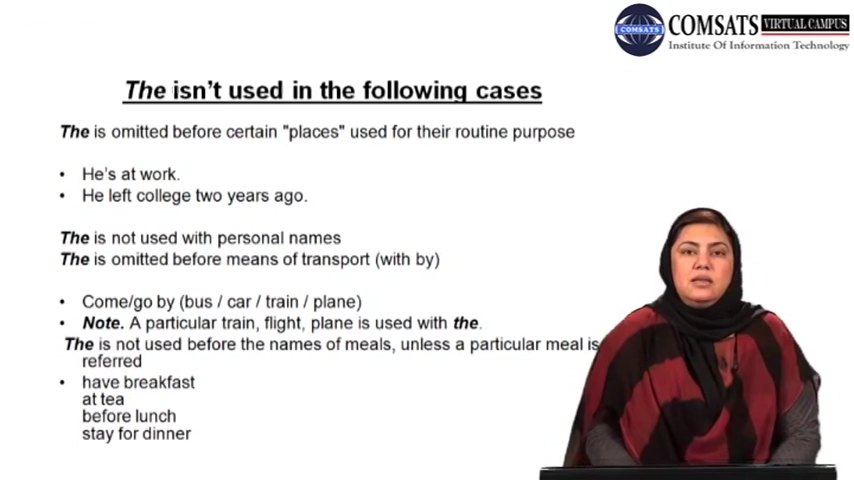 COMSATS
COMSATS VIRTUAL CAMPUS
Institute Of Information Technology
The isn't used in the following cases
The is omitted before certain "places" used for their routine purpose
• He's at work.
• He left college two years ago.
The is not used with personal names
The is omitted before means of transport (with by)
• Come/go by (bus / car / train / plane)
• Note. A particular train, flight, plane is used with the.
The is not used before the names of meals, unless a particular meal is
referred
• have breakfast
at tea
before lunch
stay for dinner